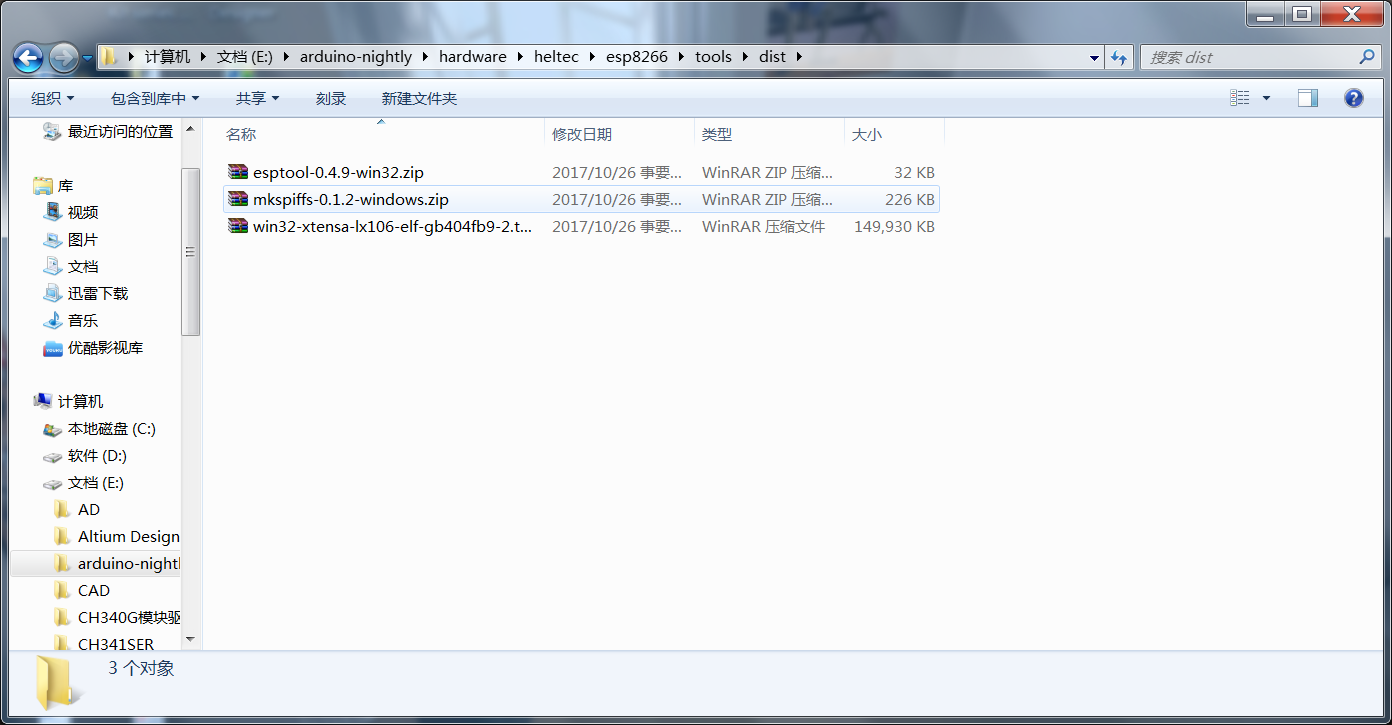 计算机 文档 (E:) arduino-nightly hardware heltec esp8266 tools dist
搜索 dist
组织 包含到库中 共享 刻录 新建文件夹
最近访问的位置
库
视频
图片
文档
迅雷下载
音乐
优酷影视库
计算机
本地磁盘 (C:)
软件 (D:)
文档 (E:)
AD
Altium Design
arduino-night
CAD
CH340G模块驱
CH341SER
名称 修改日期 类型 大小
esptool-0.4.9-win32.zip 2017/10/26 事要... WinRAR ZIP 压缩... 32 KB
mkspiffs-0.1.2-windows.zip 2017/10/26 事要... WinRAR ZIP 压缩... 226 KB
win32-xtensa-lx106-elf-gb404fb9-2.t... 2017/10/26 事要... WinRAR 压缩文件 149,930 KB
3 个对象